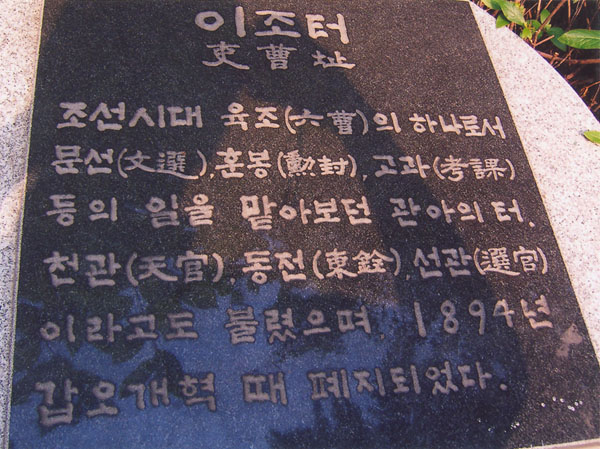 이조터
吏曹址
조선시대 육조(六曹)의 하나로서
문선(文選), 훈봉(勳封), 고과(考課)
등의 일을 맡아보던 관아의 터.
천관(天官), 동전(東銓), 선관(選官)
이라고도 불렸으며, 1894년
갑오개혁 때 폐지되었다.